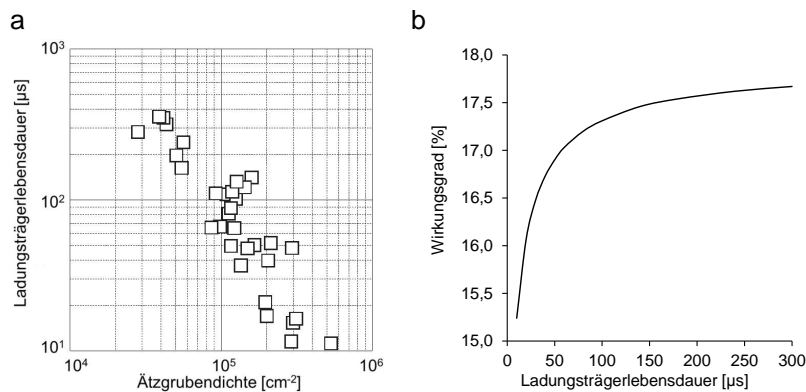 a
10³
10²
10¹
10⁴ 10⁵ 10⁶
Ladungsträgerlebensdauer [µs]
Ätzgrubendichte [cm⁻²]
b
18,0
17,5
17,0
16,5
16,0
15,5
15,0
0 50 100 150 200 250 300
Wirkungsgrad [%]
Ladungsträgerlebensdauer [µs]